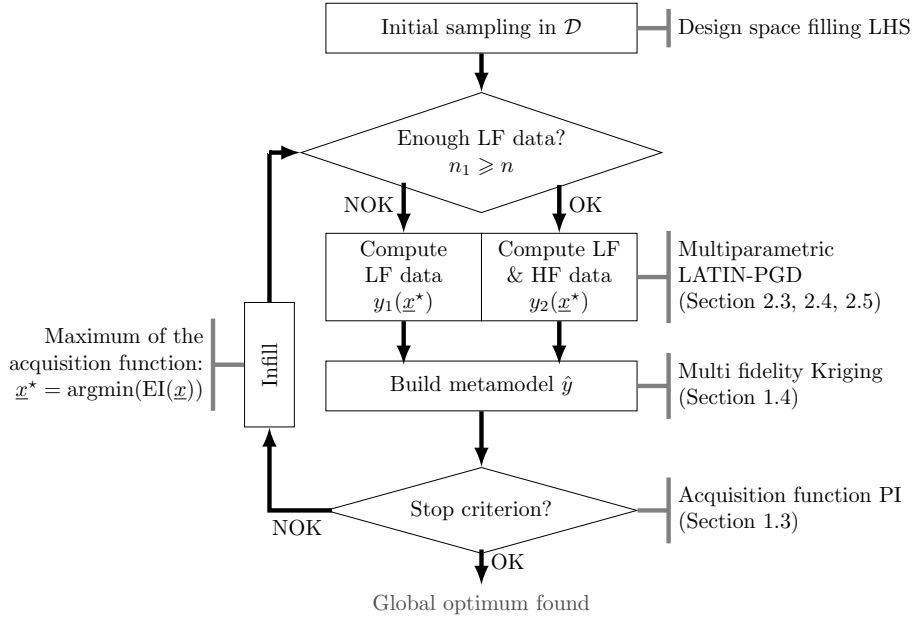 Initial sampling in 𝒟
Design space filling LHS
Enough LF data?
n₁ ⩾ n
NOK
OK
Compute
LF data
y₁(x⋆)
Compute LF
& HF data
y₂(x⋆)
Multiparametric
LATIN-PGD
(Section 2.3, 2.4, 2.5)
Maximum of the
acquisition function:
x⋆ = argmin(EI(x))
Infill
Build metamodel ŷ
Multi fidelity Kriging
(Section 1.4)
Stop criterion?
NOK
Acquisition function PI
(Section 1.3)
OK
Global optimum found